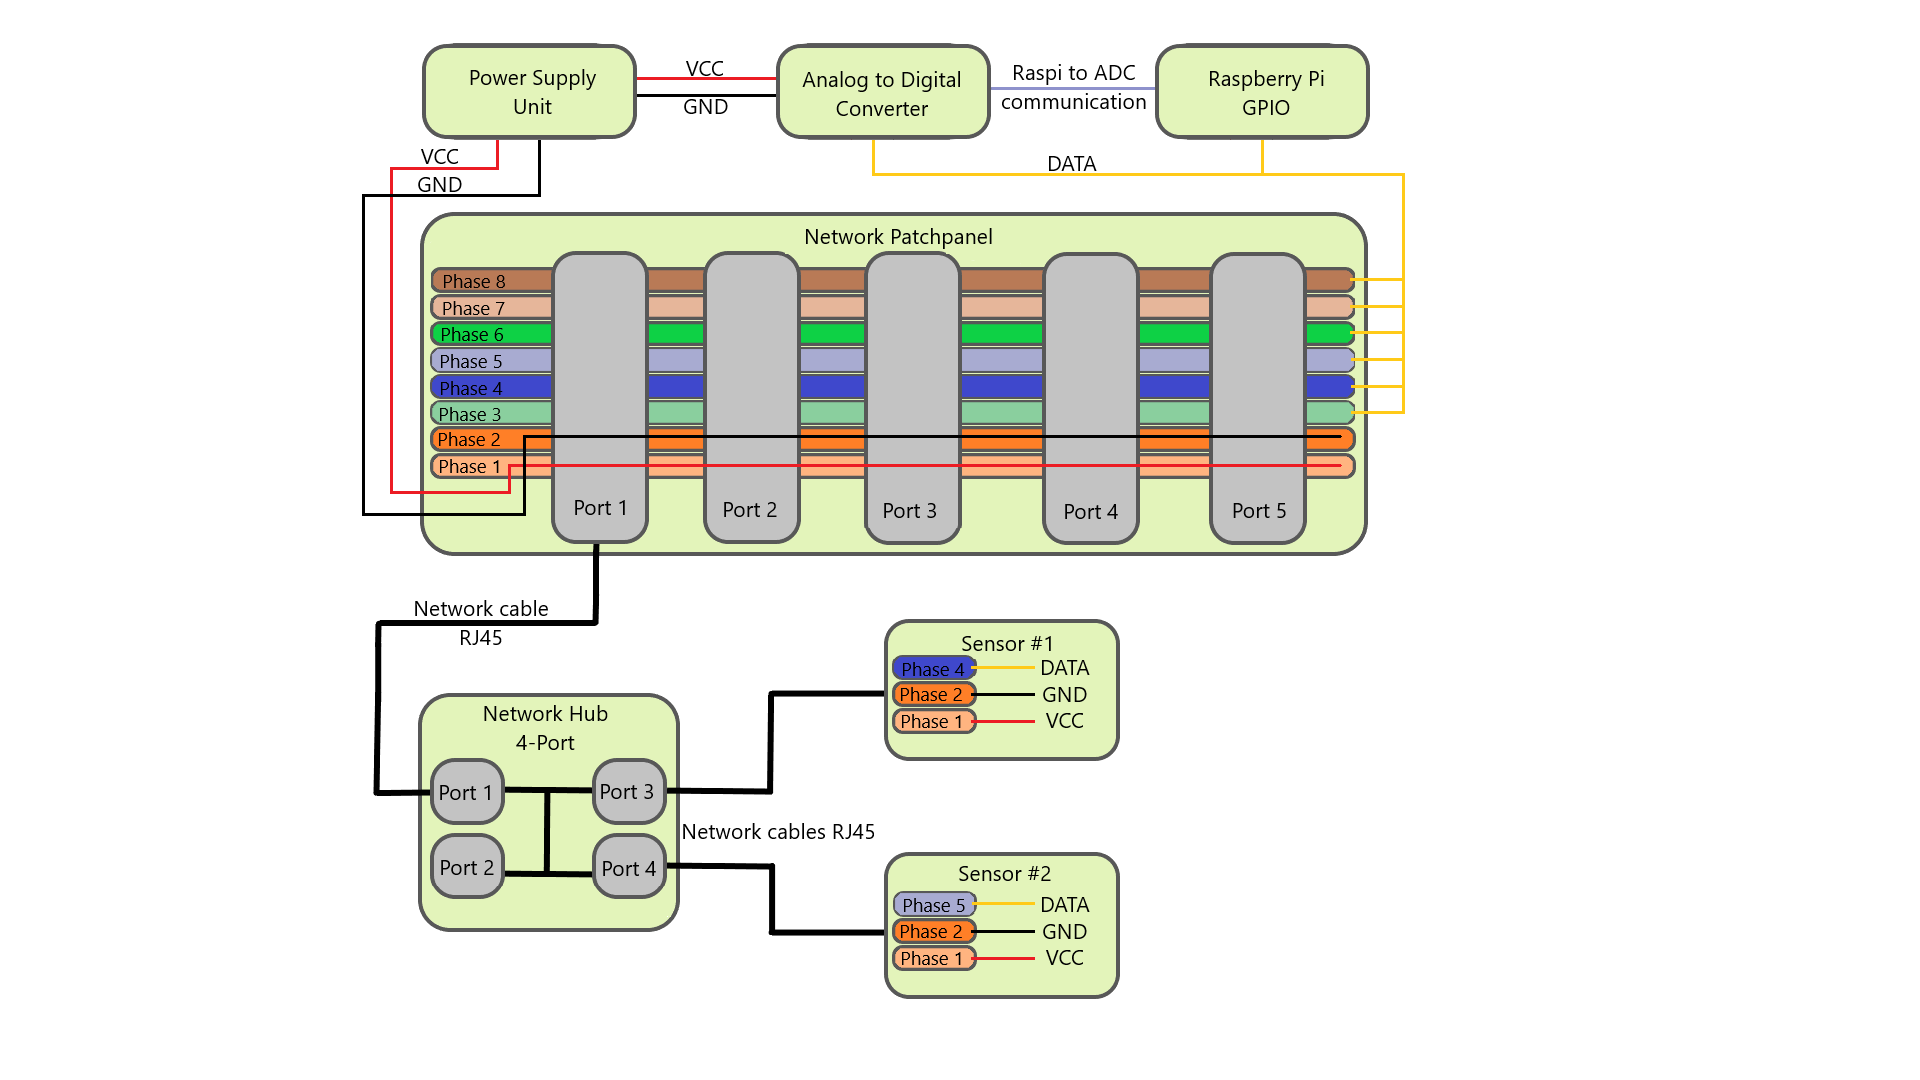 Power Supply
Unit
VCC
GND
Analog to Digital
Converter
Raspi to ADC
communication
Raspberry Pi
GPIO
VCC
GND
DATA
Network Patchpanel
Phase 8
Phase 7
Phase 6
Phase 5
Phase 4
Phase 3
Phase 2
Phase 1
Port 1
Port 2
Port 3
Port 4
Port 5
Network cable
RJ45
Network Hub
4-Port
Port 1
Port 3
Port 2
Port 4
Network cables RJ45
Sensor #1
Phase 4 DATA
Phase 2 GND
Phase 1 VCC
Sensor #2
Phase 5 DATA
Phase 2 GND
Phase 1 VCC